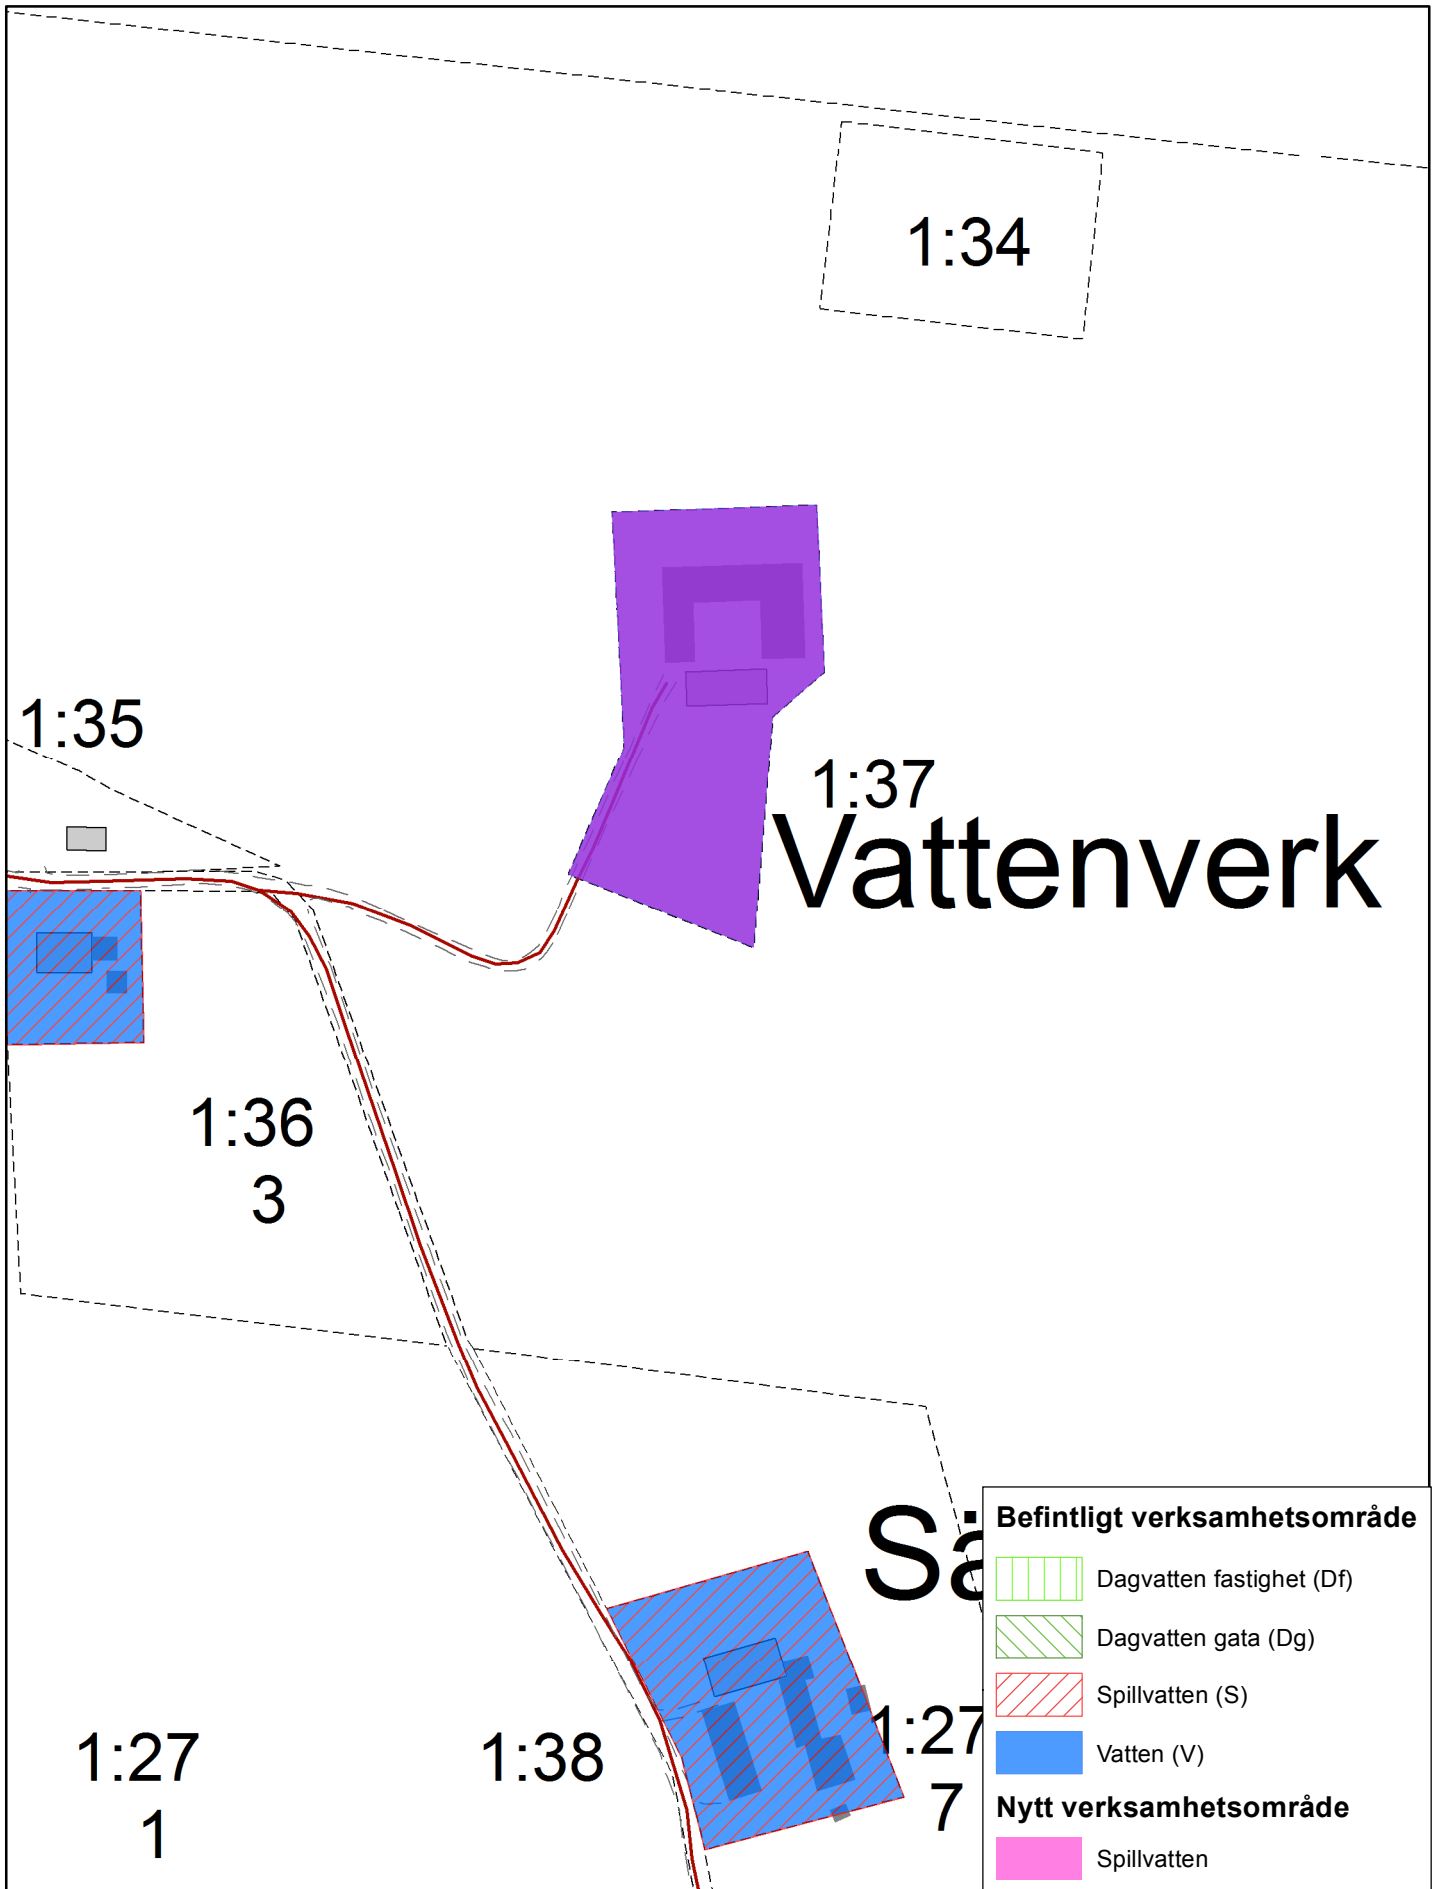 1:34
1:35
1:37
Vattenverk
1:36
3
Sä
1:27
7
1:38
1:27
1
Befintligt verksamhetsområde
Dagvatten fastighet (Df)
Dagvatten gata (Dg)
Spillvatten (S)
Vatten (V)
Nytt verksamhetsområde
Spillvatten